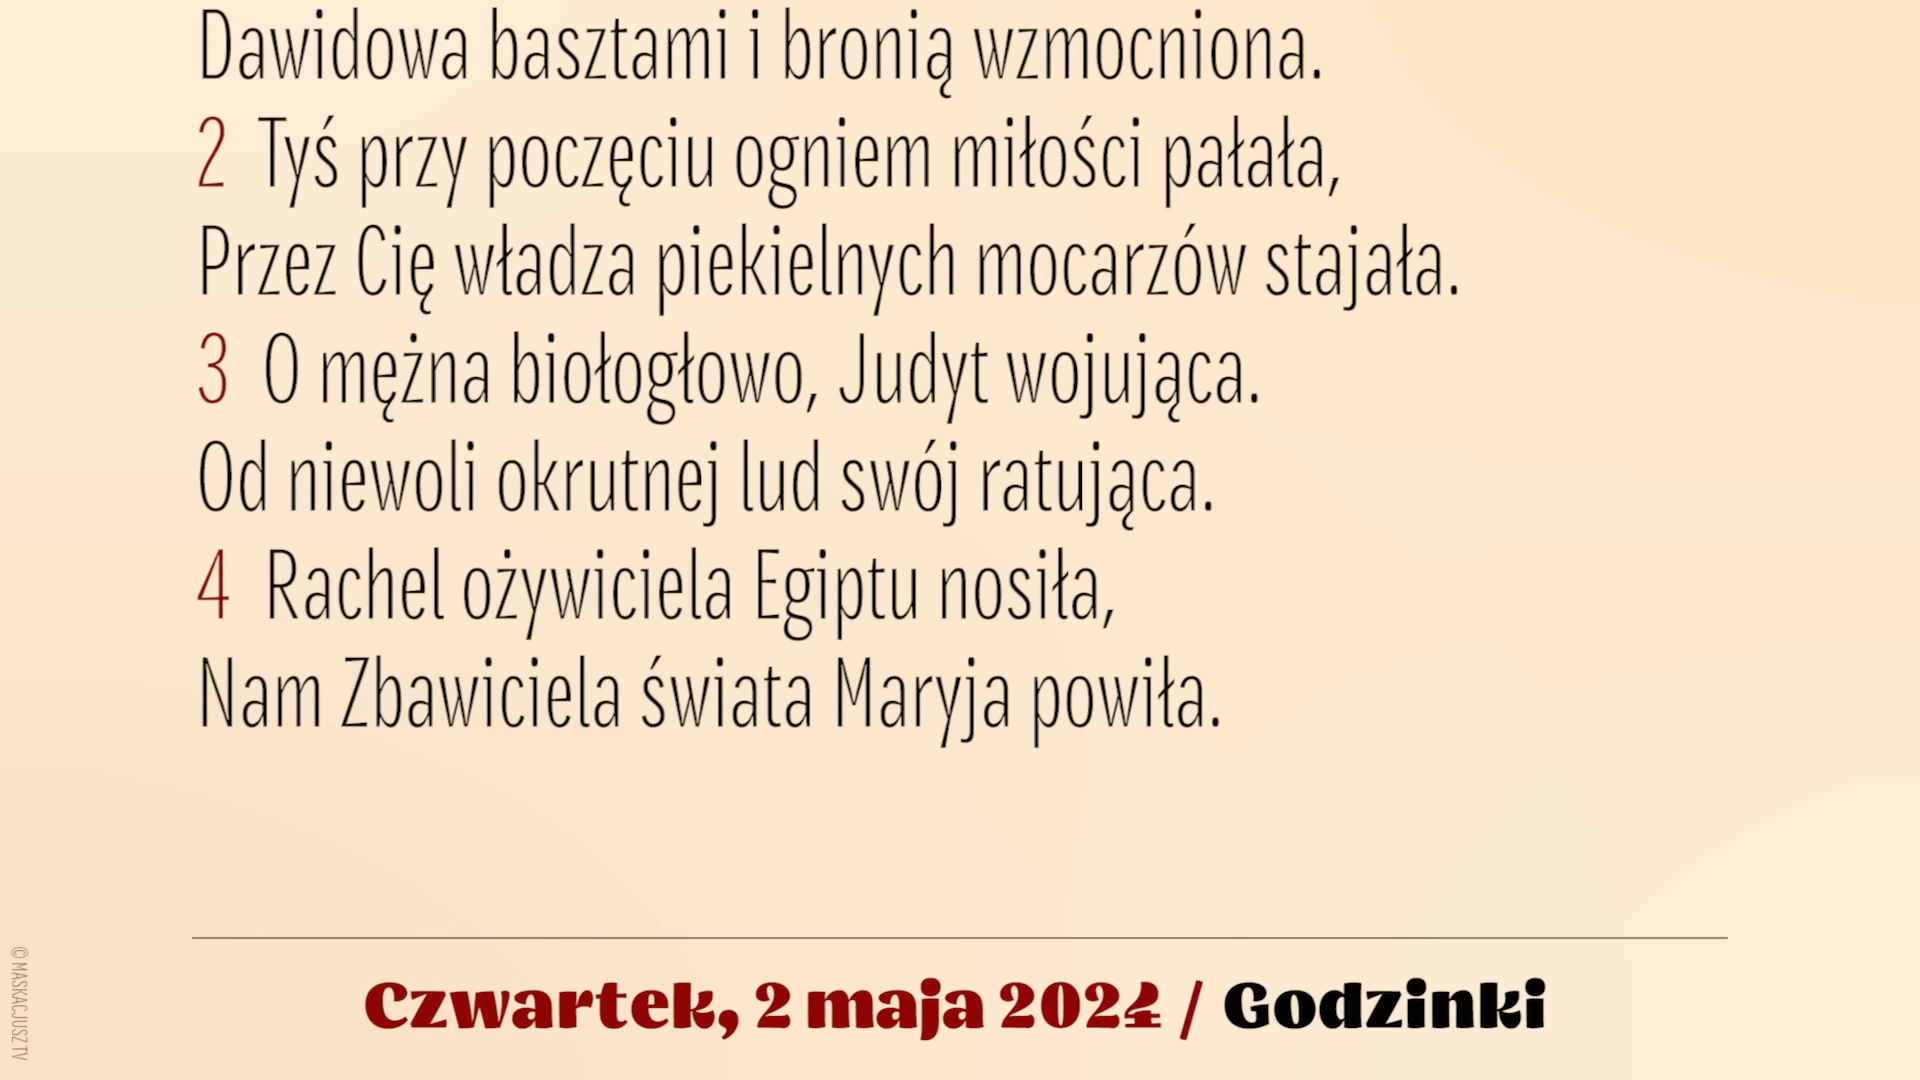 Dawidowa basztami i bronią wzmocniona.
2 Tyś przy poczęciu ogniem miłości pałała,
Przez Cię władza piekielnych mocarzów stajała.
3 O mężna biołogłowo, Judyt wojująca.
Od niewoli okrutnej lud swój ratująca.
4 Rachel ożywiciela Egiptu nosiła,
Nam Zbawiciela świata Maryja powiła.
Czwartek, 2 maja 2024 / Godzinki
© MASKACJUSZ TV